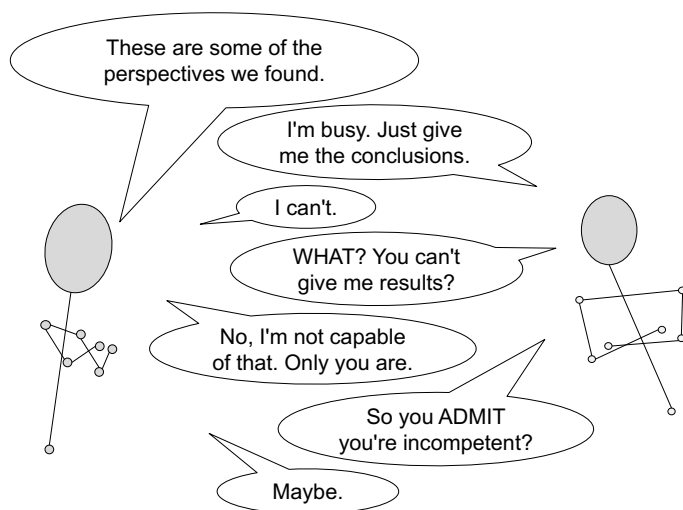 These are some of the
perspectives we found.
I'm busy. Just give
me the conclusions.
I can't.
WHAT? You can't
give me results?
No, I'm not capable
of that. Only you are.
So you ADMIT
you're incompetent?
Maybe.